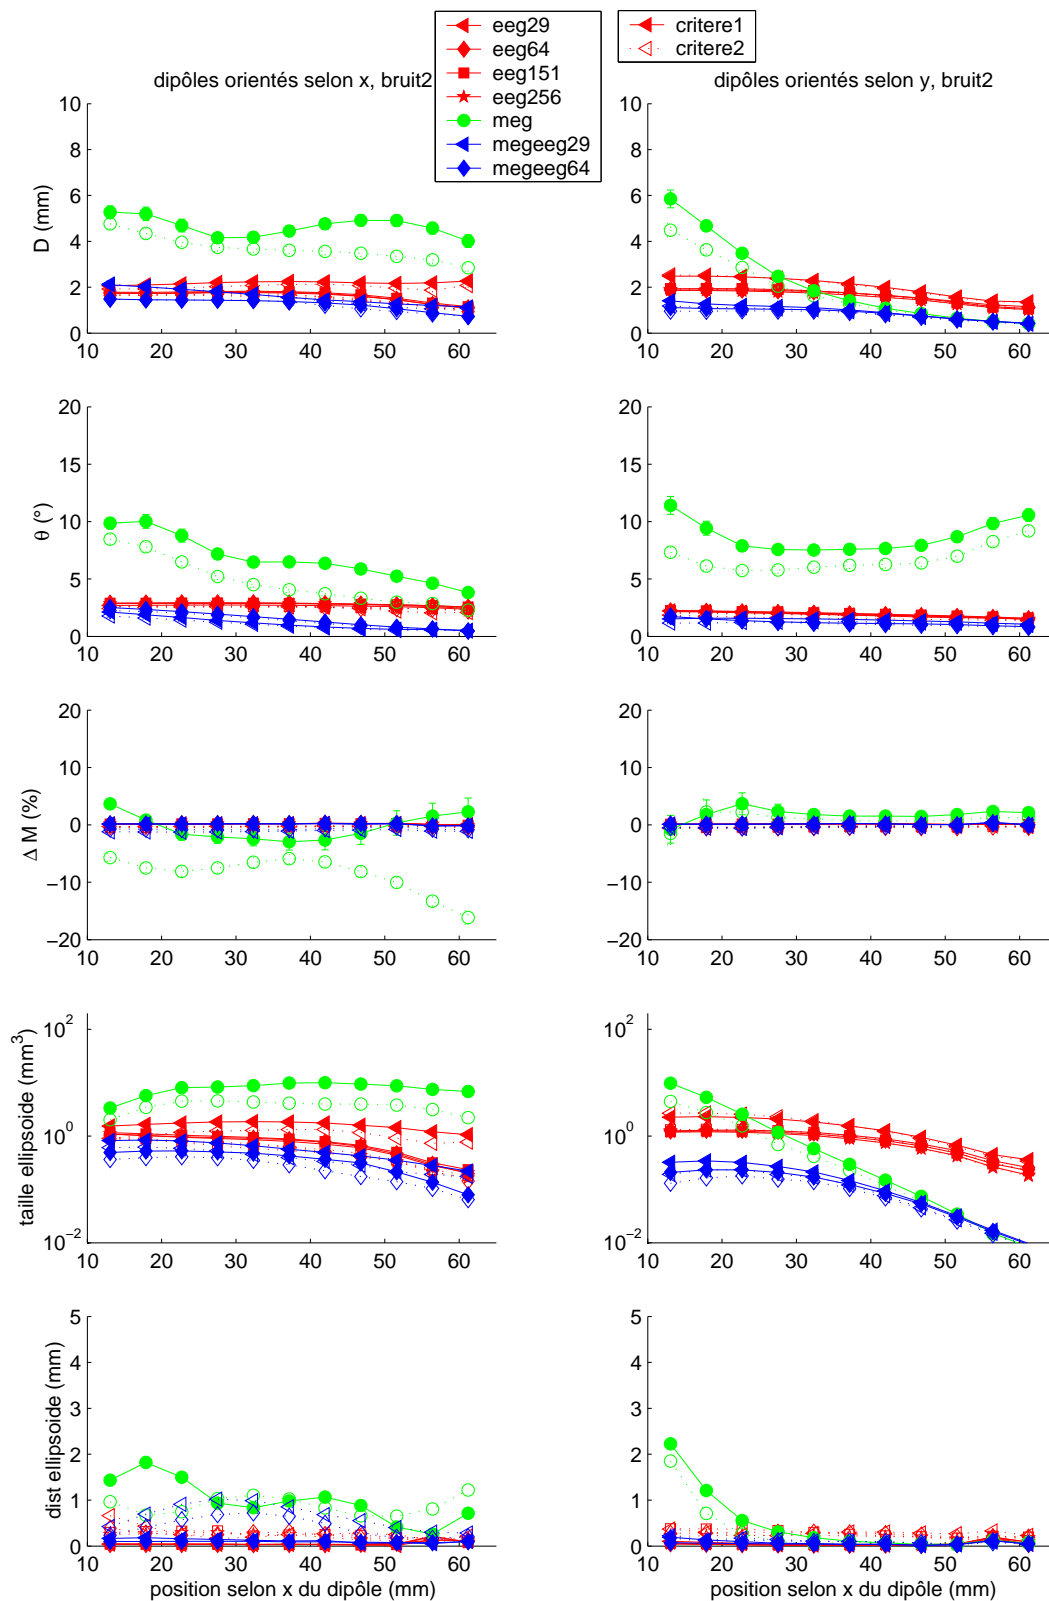 eeg29
eeg64
eeg151
eeg256
meg
megeeg29
megeeg64
critere1
critere2
dipôles orientés selon x, bruit2
dipôles orientés selon y, bruit2
D (mm)
10
8
6
4
2
0
10 20 30 40 50 60
10
8
6
4
2
0
10 20 30 40 50 60
θ (°)
20
15
10
5
0
10 20 30 40 50 60
20
15
10
5
0
10 20 30 40 50 60
Δ M (%)
20
10
0
−10
−20
10 20 30 40 50 60
20
10
0
−10
−20
10 20 30 40 50 60
taille ellipsoide (mm³)
10²
10⁰
10⁻²
10 20 30 40 50 60
10²
10⁰
10⁻²
10 20 30 40 50 60
dist ellipsoide (mm)
5
4
3
2
1
0
10 20 30 40 50 60
position selon x du dipôle (mm)
5
4
3
2
1
0
10 20 30 40 50 60
position selon x du dipôle (mm)